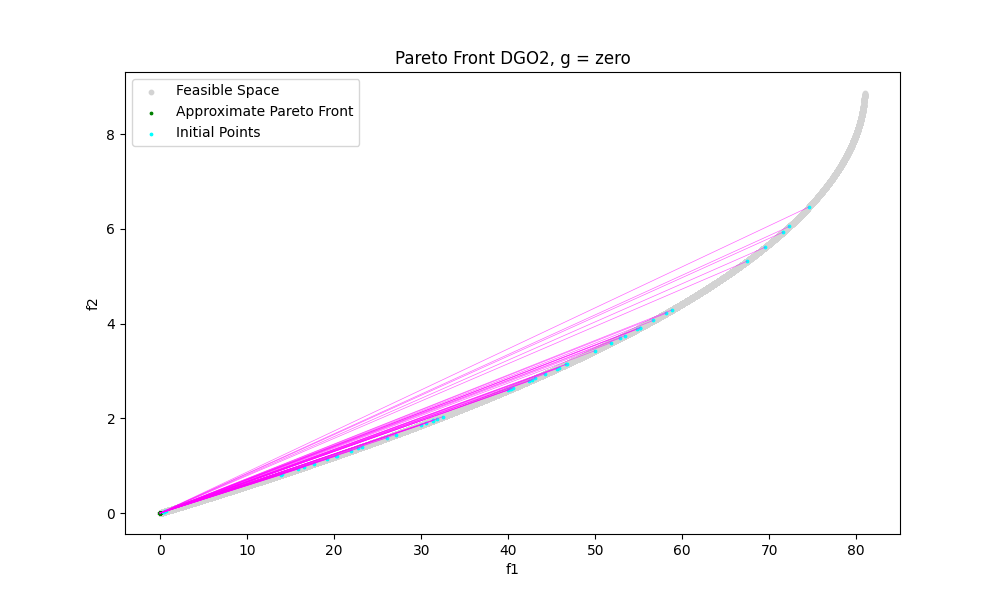 Pareto Front DGO2, g = zero
Feasible Space
Approximate Pareto Front
Initial Points
8
6
4
2
0
f2
0 10 20 30 40 50 60 70 80
f1